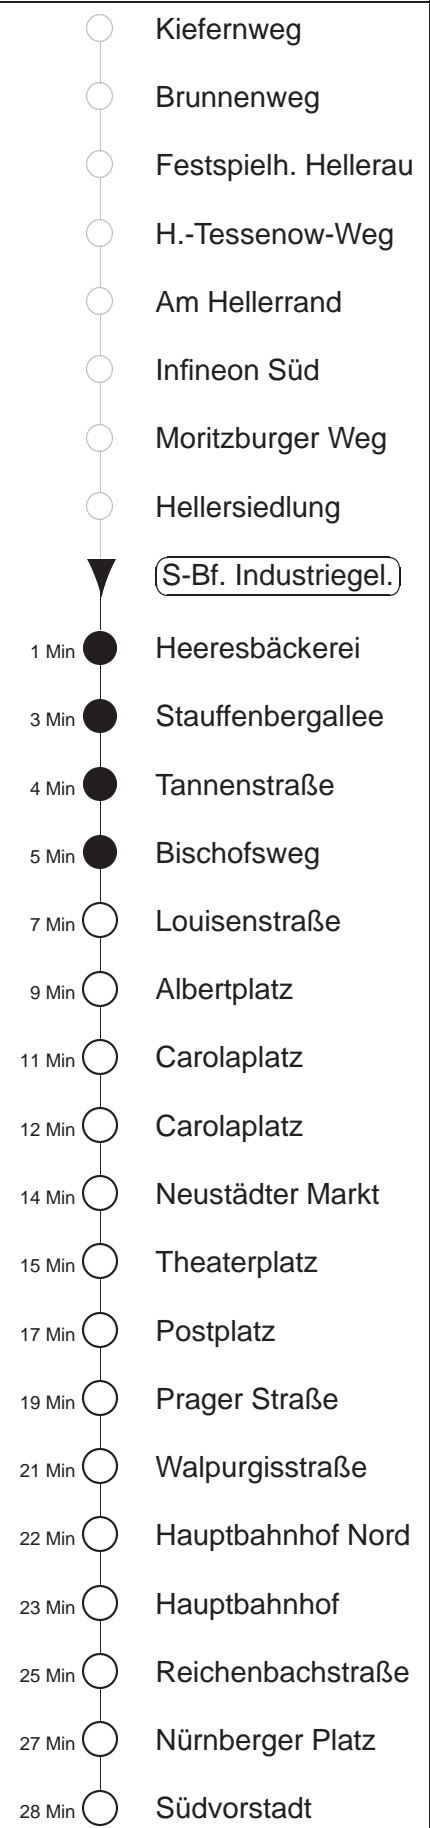 Kiefernweg
Brunnenweg
Festspielh. Hellerau
H.-Tessenow-Weg
Am Hellerrand
Infineon Süd
Moritzburger Weg
Hellersiedlung
S-Bf. Industriegel.
1 Min Heeresbäckerei
3 Min Stauffenbergallee
4 Min Tannenstraße
5 Min Bischofsweg
7 Min Louisenstraße
9 Min Albertplatz
11 Min Carolaplatz
12 Min Carolaplatz
14 Min Neustädter Markt
15 Min Theaterplatz
17 Min Postplatz
19 Min Prager Straße
21 Min Walpurgisstraße
22 Min Hauptbahnhof Nord
23 Min Hauptbahnhof
25 Min Reichenbachstraße
27 Min Nürnberger Platz
28 Min Südvorstadt